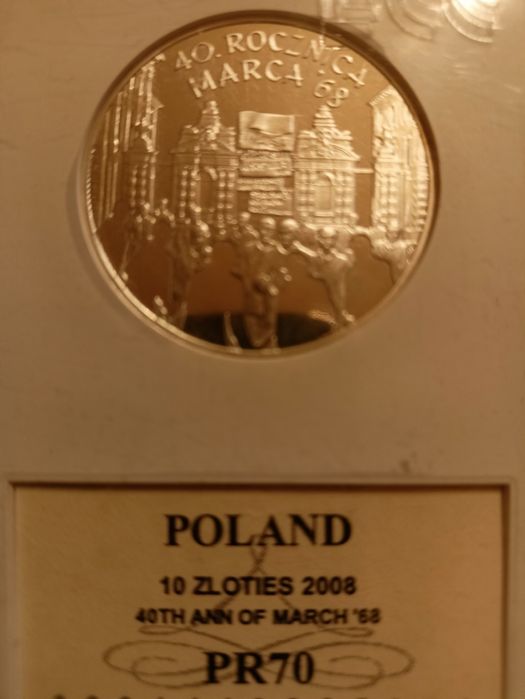 40. ROCZNICA
MARCA '68
POLAND
10 ZLOTIES 2008
40TH ANN OF MARCH '68
PR70